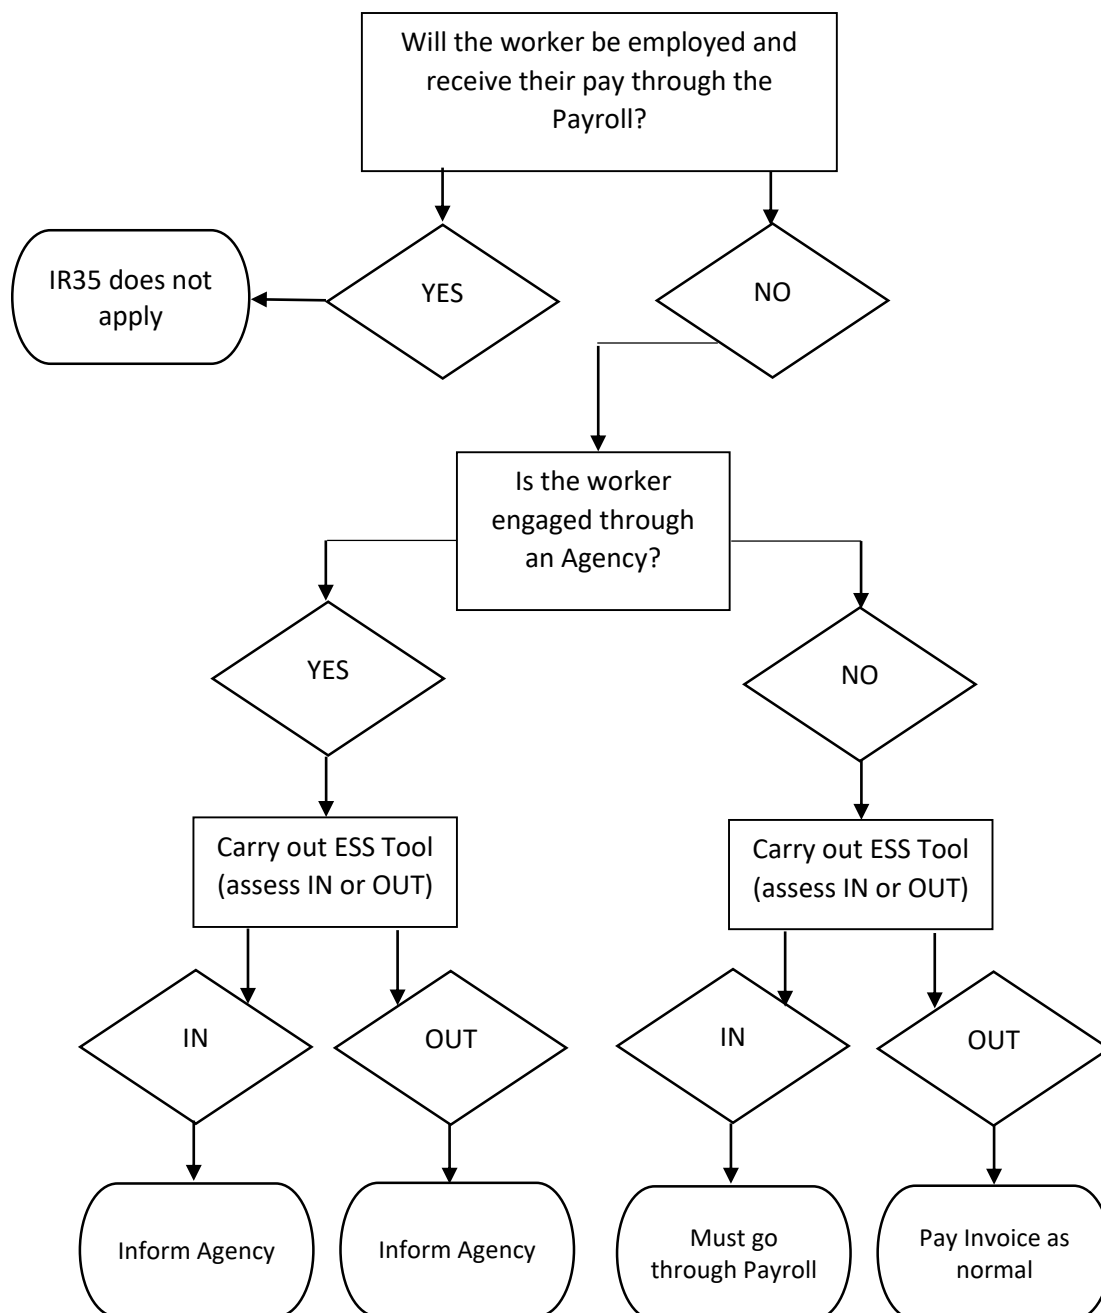 Will the worker be employed and
receive their pay through the
Payroll?
IR35 does not
apply
YES
NO
Is the worker
engaged through
an Agency?
YES
NO
Carry out ESS Tool
(assess IN or OUT)
Carry out ESS Tool
(assess IN or OUT)
IN
OUT
IN
OUT
Inform Agency
Inform Agency
Must go
through Payroll
Pay Invoice as
normal